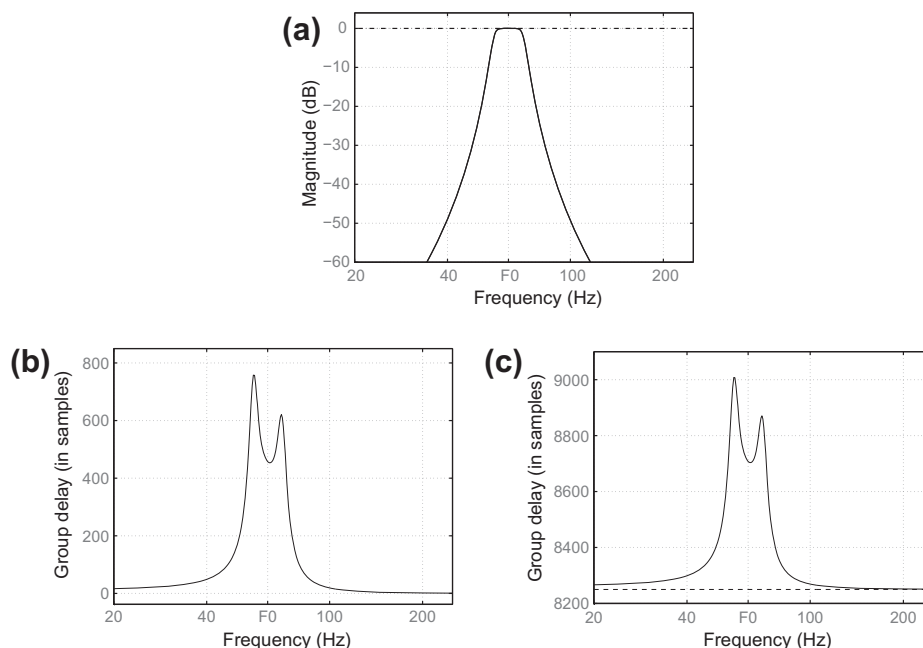 (a)
Magnitude (dB)
0
−10
−20
−30
−40
−50
−60
20
40
F0
100
200
Frequency (Hz)
(b)
Group delay (in samples)
800
600
400
200
0
20
40
F0
100
200
Frequency (Hz)
(c)
Group delay (in samples)
9000
8800
8600
8400
8200
20
40
F0
100
200
Frequency (Hz)